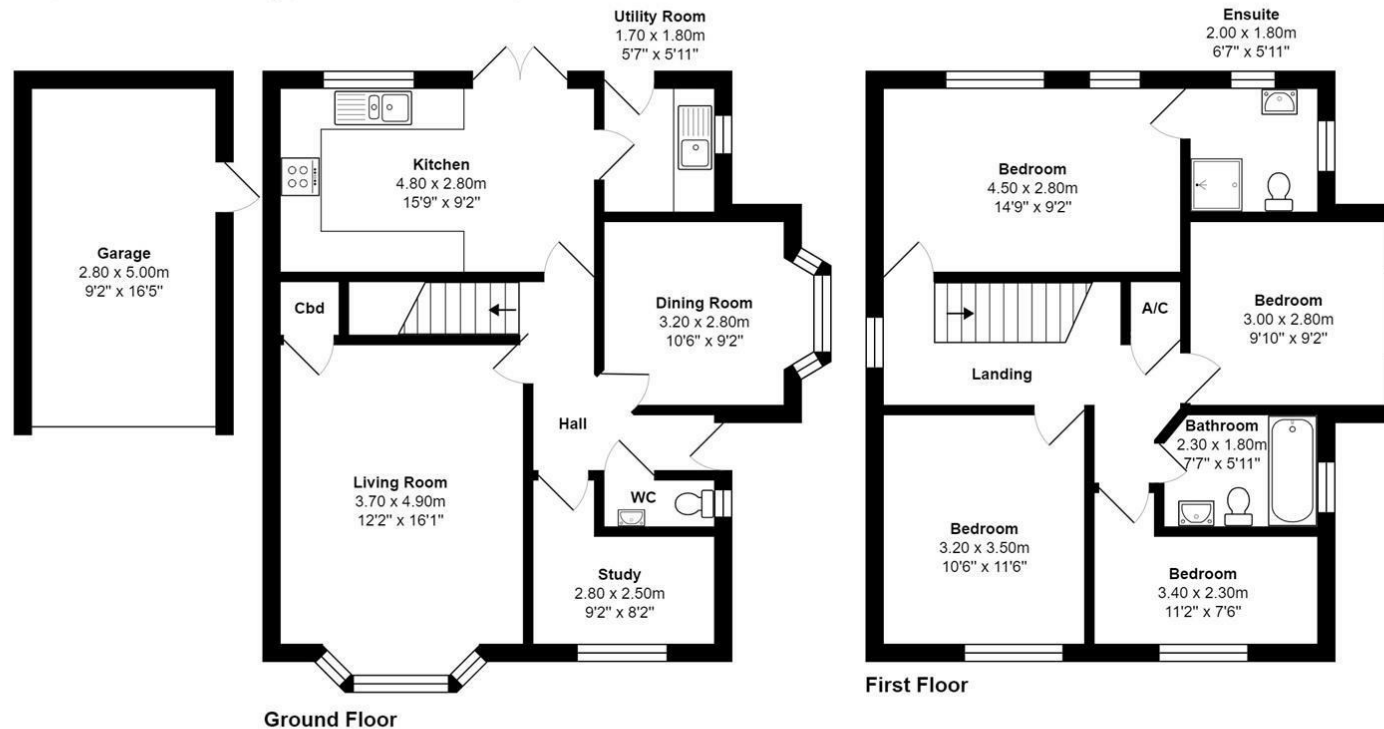 Utility Room
1.70 x 1.80m
5'7" x 5'11"
Kitchen
4.80 x 2.80m
15'9" x 9'2"
Garage
2.80 x 5.00m
9'2" x 16'5"
Cbd
Dining Room
3.20 x 2.80m
10'6" x 9'2"
Hall
Living Room
3.70 x 4.90m
12'2" x 16'1"
WC
Study
2.80 x 2.50m
9'2" x 8'2"
Ground Floor
Ensuite
2.00 x 1.80m
6'7" x 5'11"
Bedroom
4.50 x 2.80m
14'9" x 9'2"
A/C
Bedroom
3.00 x 2.80m
9'10" x 9'2"
Landing
Bathroom
2.30 x 1.80m
7'7" x 5'11"
Bedroom
3.20 x 3.50m
10'6" x 11'6"
Bedroom
3.40 x 2.30m
11'2" x 7'6"
First Floor